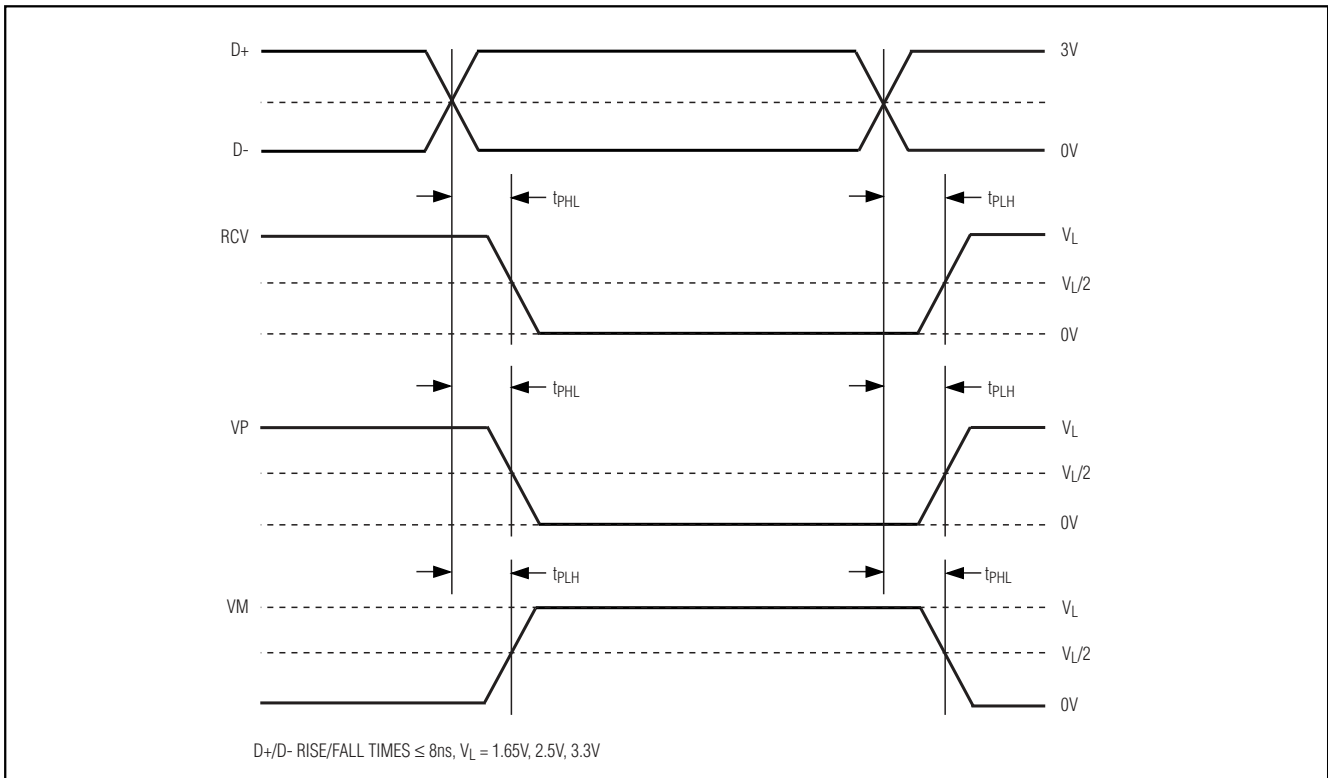 D+ 3V
D- 0V
tPHL tPLH
RCV VL
VL/2
0V
tPHL tPLH
VP VL
VL/2
0V
tPLH tPHL
VM VL
VL/2
0V
D+/D- RISE/FALL TIMES ≤ 8ns, VL = 1.65V, 2.5V, 3.3V